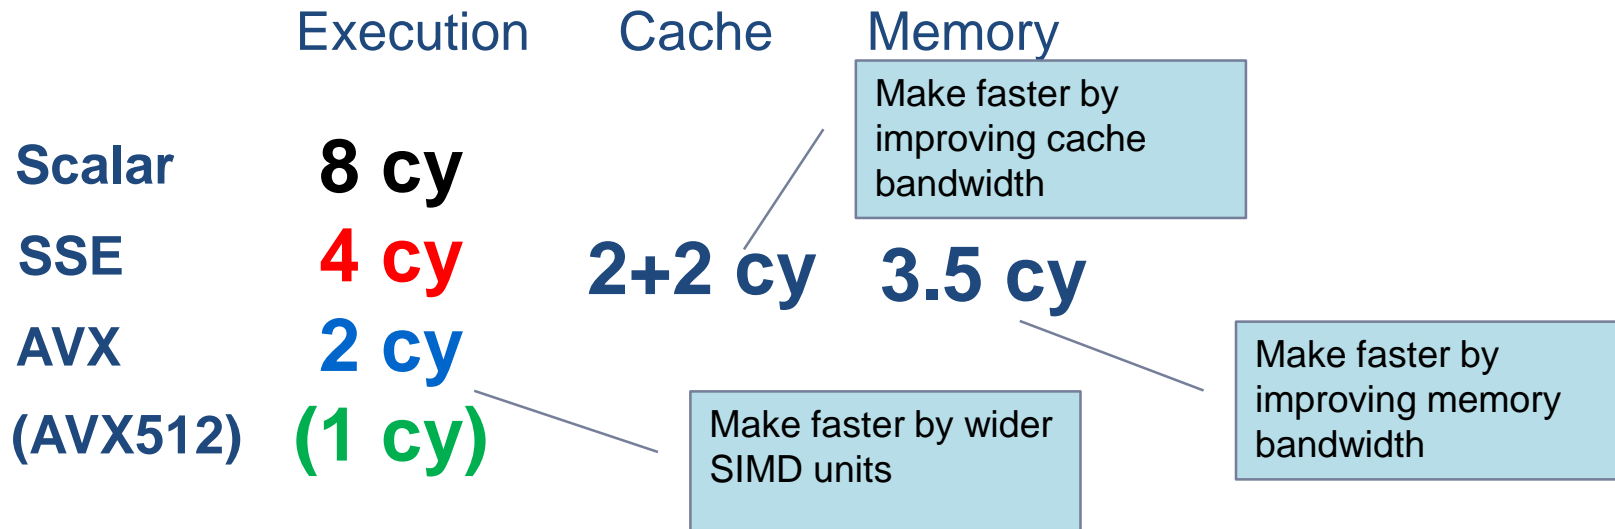 Execution Cache Memory
Make faster by
improving cache
bandwidth
Scalar 8 cy
SSE 4 cy 2+2 cy 3.5 cy
AVX 2 cy
Make faster by
improving memory
bandwidth
(AVX512) (1 cy)
Make faster by wider
SIMD units